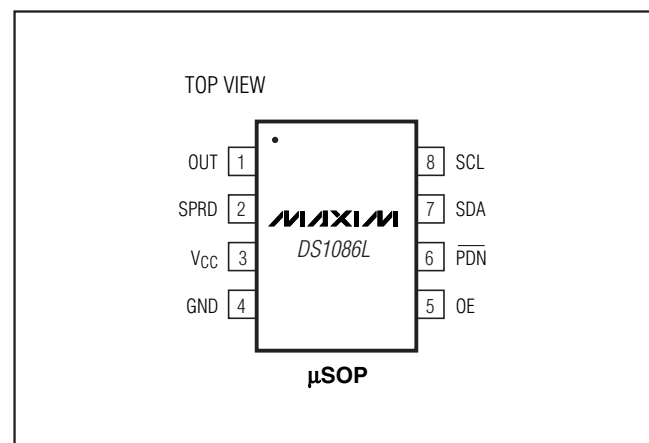 TOP VIEW
OUT 1
SPRD 2
VCC 3
GND 4
MAXIM
DS1086L
8 SCL
7 SDA
6 PDN
5 OE
µSOP